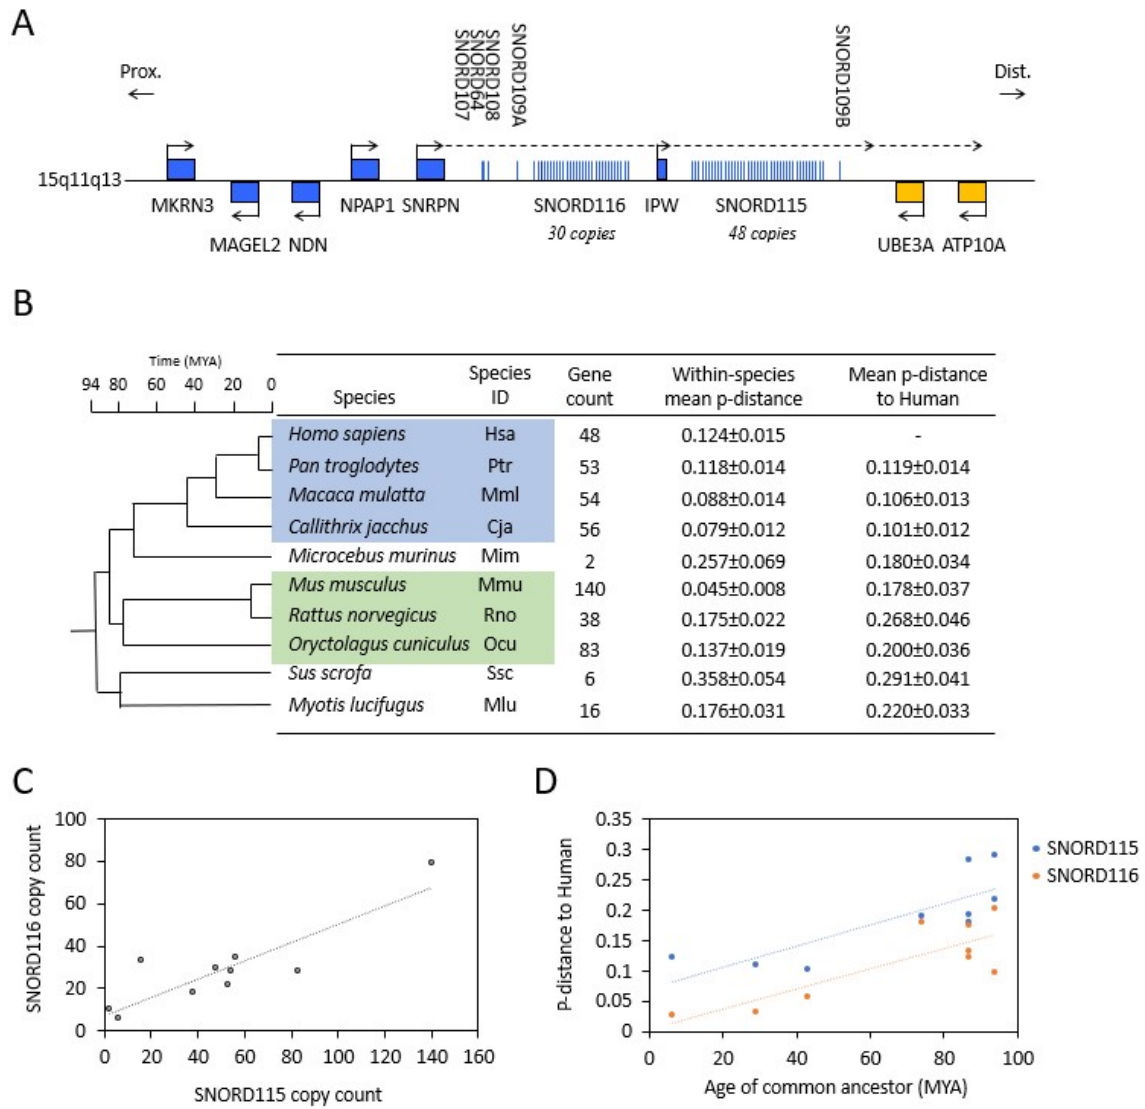 A
Prox.
SNORD107
SNORD64
SNORD108
SNORD109A
SNORD109B
Dist.
15q11q13
MKRN3
NPAP1 SNRPN
SNORD116
IPW
SNORD115
MAGEL2 NDN
30 copies
48 copies
UBE3A ATP10A
B
Time (MYA)
94 80 60 40 20 0
Species
Species ID
Gene count
Within-species mean p-distance
Mean p-distance to Human
Homo sapiens Hsa 48 0.124±0.015 -
Pan troglodytes Ptr 53 0.118±0.014 0.119±0.014
Macaca mulatta Mml 54 0.088±0.014 0.106±0.013
Callithrix jacchus Cja 56 0.079±0.012 0.101±0.012
Microcebus murinus Mim 2 0.257±0.069 0.180±0.034
Mus musculus Mmu 140 0.045±0.008 0.178±0.037
Rattus norvegicus Rno 38 0.175±0.022 0.268±0.046
Oryctolagus cuniculus Ocu 83 0.137±0.019 0.200±0.036
Sus scrofa Ssc 6 0.358±0.054 0.291±0.041
Myotis lucifugus Mlu 16 0.176±0.031 0.220±0.033
C
SNORD116 copy count
100
80
60
40
20
0
0 20 40 60 80 100 120 140 160
SNORD115 copy count
D
P-distance to Human
0.35
0.3
0.25
0.2
0.15
0.1
0.05
0
0 20 40 60 80 100
Age of common ancestor (MYA)
SNORD115
SNORD116